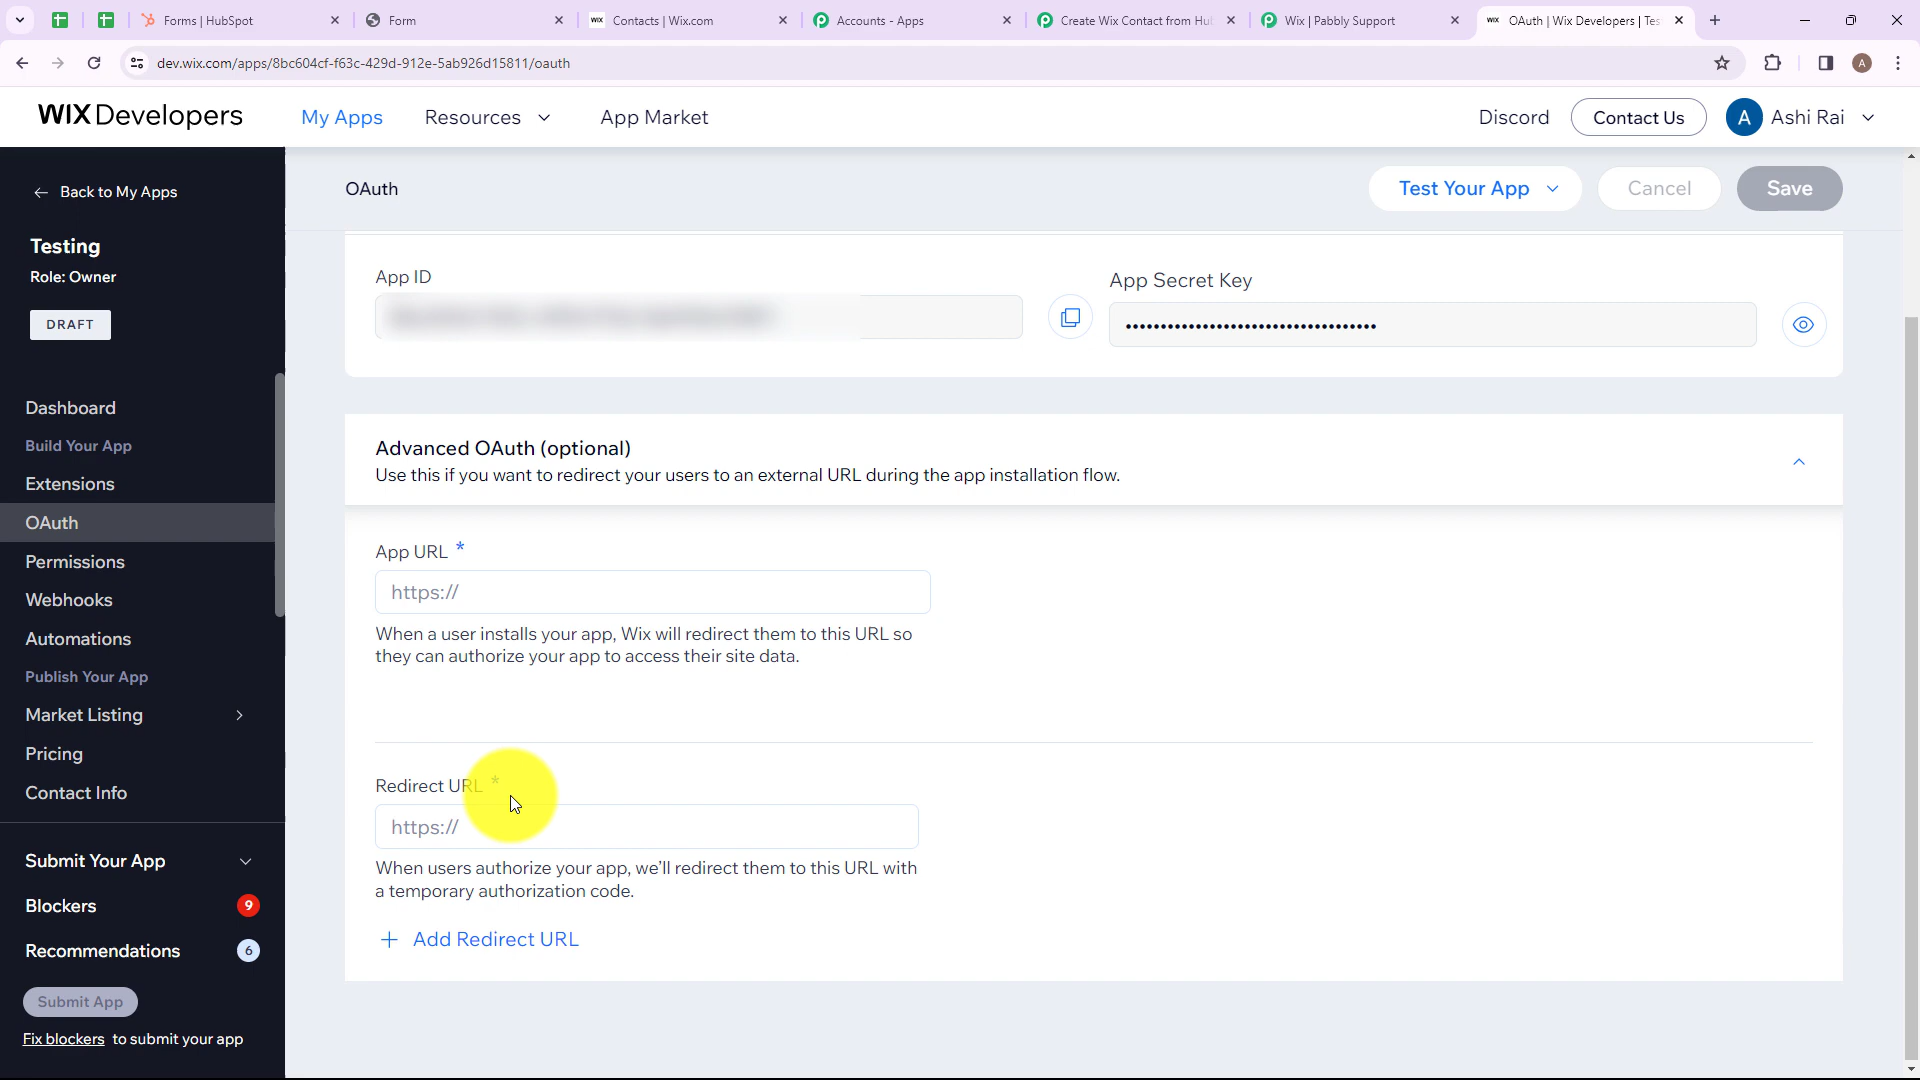 Forms | HubSpot
Form
Contacts | Wix.com
Accounts - Apps
Create Wix Contact from Hu
Wix | Pabbly Support
OAuth | Wix Developers | Tes
dev.wix.com/apps/8bc604cf-f63c-429d-912e-5ab926d15811/oauth
A
WIX Developers
My Apps
Resources
App Market
Discord
Contact Us
A
Ashi Rai
Back to My Apps
Testing
Role: Owner
DRAFT
Dashboard
Build Your App
Extensions
OAuth
Permissions
Webhooks
Automations
Publish Your App
Market Listing
Pricing
Contact Info
Submit Your App
Blockers 9
Recommendations 6
Submit App
Fix blockers to submit your app
OAuth
Test Your App
Cancel
Save
App ID
App Secret Key
Advanced OAuth (optional)
Use this if you want to redirect your users to an external URL during the app installation flow.
App URL *
https://
When a user installs your app, Wix will redirect them to this URL so
they can authorize your app to access their site data.
Redirect URL *
https://
When users authorize your app, we'll redirect them to this URL with
a temporary authorization code.
+ Add Redirect URL